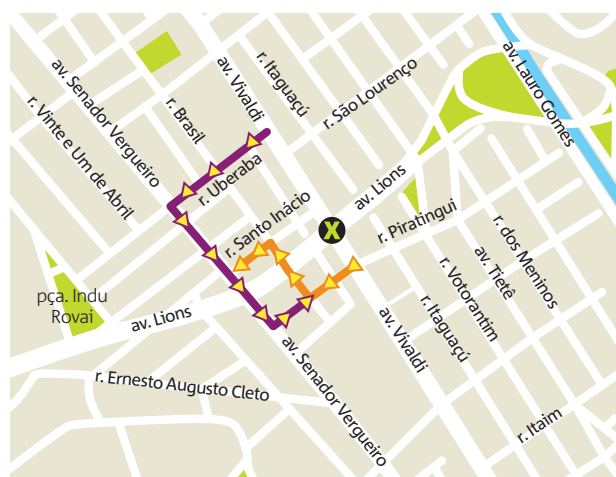 av. Senador Vergueiro
r. Vinte e Um de Abril
r. Brasil
av. Vivaldi
r. Itaguaçú
r. São Lourenço
av. Lauro Gomes
r. Uberaba
av. Lions
r. Santo Inácio
X
r. Piratingui
r. dos Meninos
av. Tietê
r. Votorantim
r. Itaguaçú
av. Vivaldi
pça. Indu
Rovai
av. Lions
av. Senador Vergueiro
r. Ernesto Augusto Cleto
r. Itaim